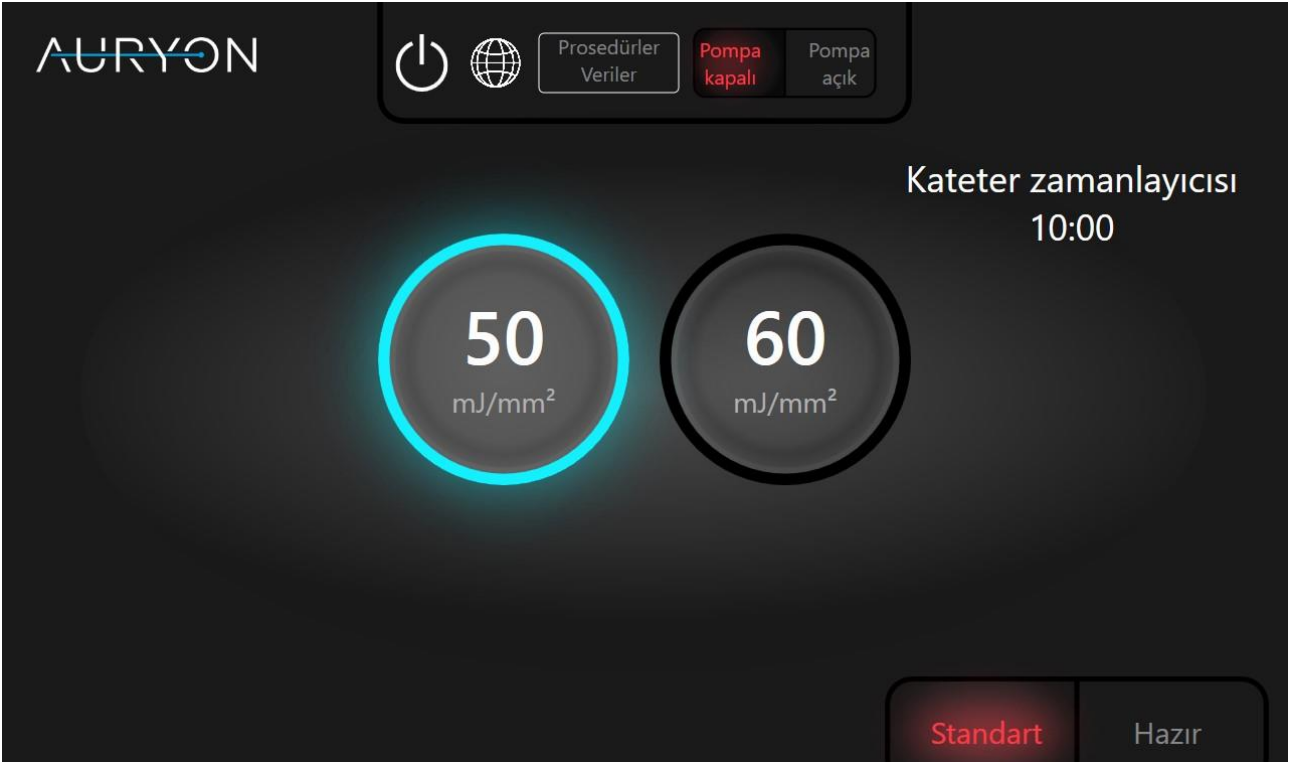 AURYON
Prosedürler
Veriler
Pompa
kapalı
Pompa
açık
Kateter zamanlayıcısı
10:00
50
mJ/mm²
60
mJ/mm²
Standart
Hazır